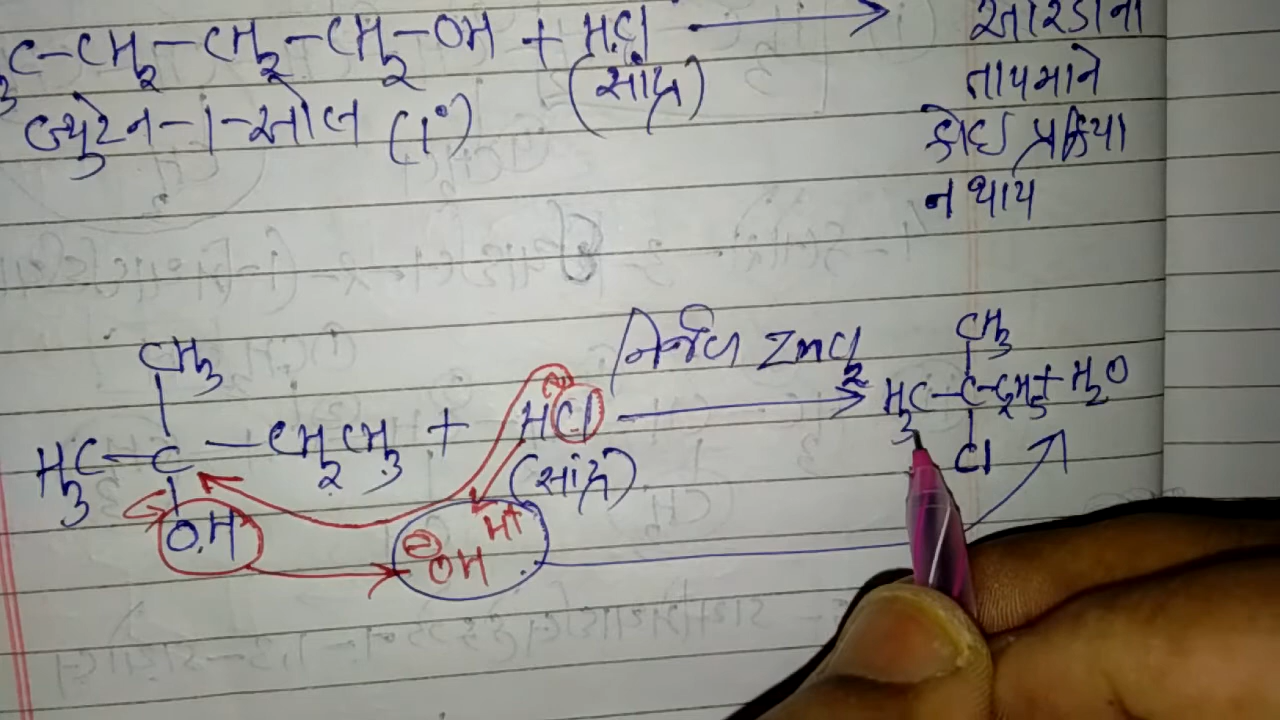 ₃C–CH₂–CH₂–CH₂–OH + HCl ⟶ ઓરડાના
બ્યુટેન-1-ઓલ (1°) (સાંદ્ર) તાપમાને
કોઇ પ્રક્રિયા
ન થાય
CH₃ નિર્જલ ZnCl₂ CH₃
H₃C–C–CH₂CH₃ + HCl ⟶ H₃C–C–C₂H₅ + H₂O
OH (સાંદ્ર) Cl
⊖OH H⁺